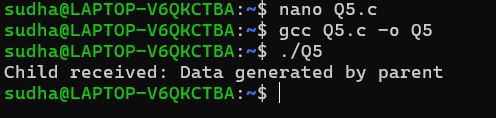 sudha@LAPTOP-V6QKCTBA:~$ nano Q5.c
sudha@LAPTOP-V6QKCTBA:~$ gcc Q5.c -o Q5
sudha@LAPTOP-V6QKCTBA:~$ ./Q5
Child received: Data generated by parent
sudha@LAPTOP-V6QKCTBA:~$